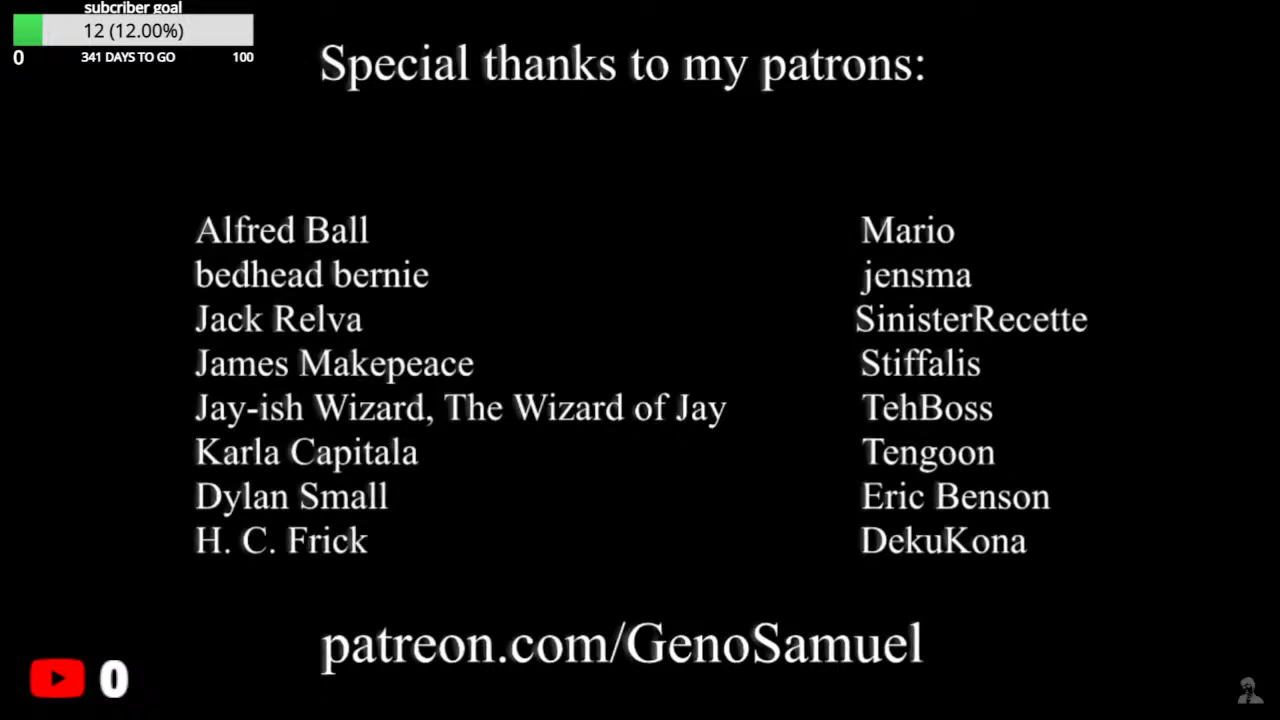 subcriber goal
12 (12.00%)
0 341 DAYS TO GO 100
Special thanks to my patrons:
Alfred Ball
bedhead bernie
Jack Relva
James Makepeace
Jay-ish Wizard, The Wizard of Jay
Karla Capitala
Dylan Small
H. C. Frick
Mario
jensma
SinisterRecette
Stiffalis
TehBoss
Tengoon
Eric Benson
DekuKona
patreon.com/GenoSamuel
0